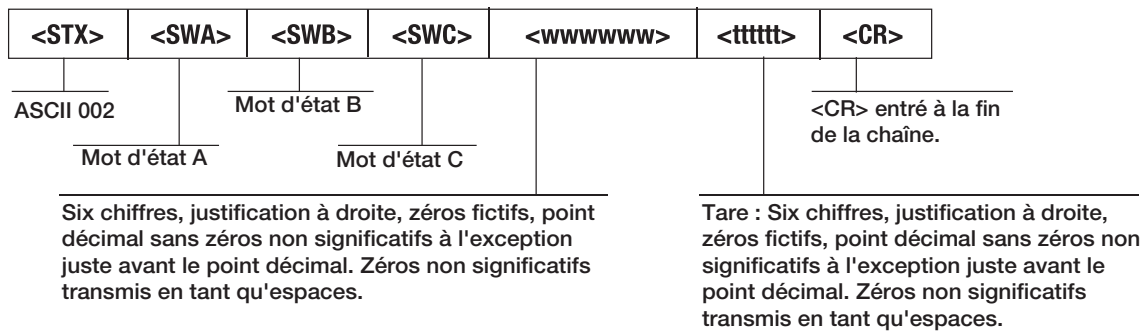 <STX> <SWA> <SWB> <SWC> <wwwwww> <tttttt> <CR>
ASCII 002
Mot d'état B
<CR> entré à la fin
de la chaîne.
Mot d'état A
Mot d'état C
Six chiffres, justification à droite, zéros fictifs, point
décimal sans zéros non significatifs à l'exception
juste avant le point décimal. Zéros non significatifs
transmis en tant qu'espaces.
Tare : Six chiffres, justification à droite,
zéros fictifs, point décimal sans zéros non
significatifs à l'exception juste avant le
point décimal. Zéros non significatifs
transmis en tant qu'espaces.